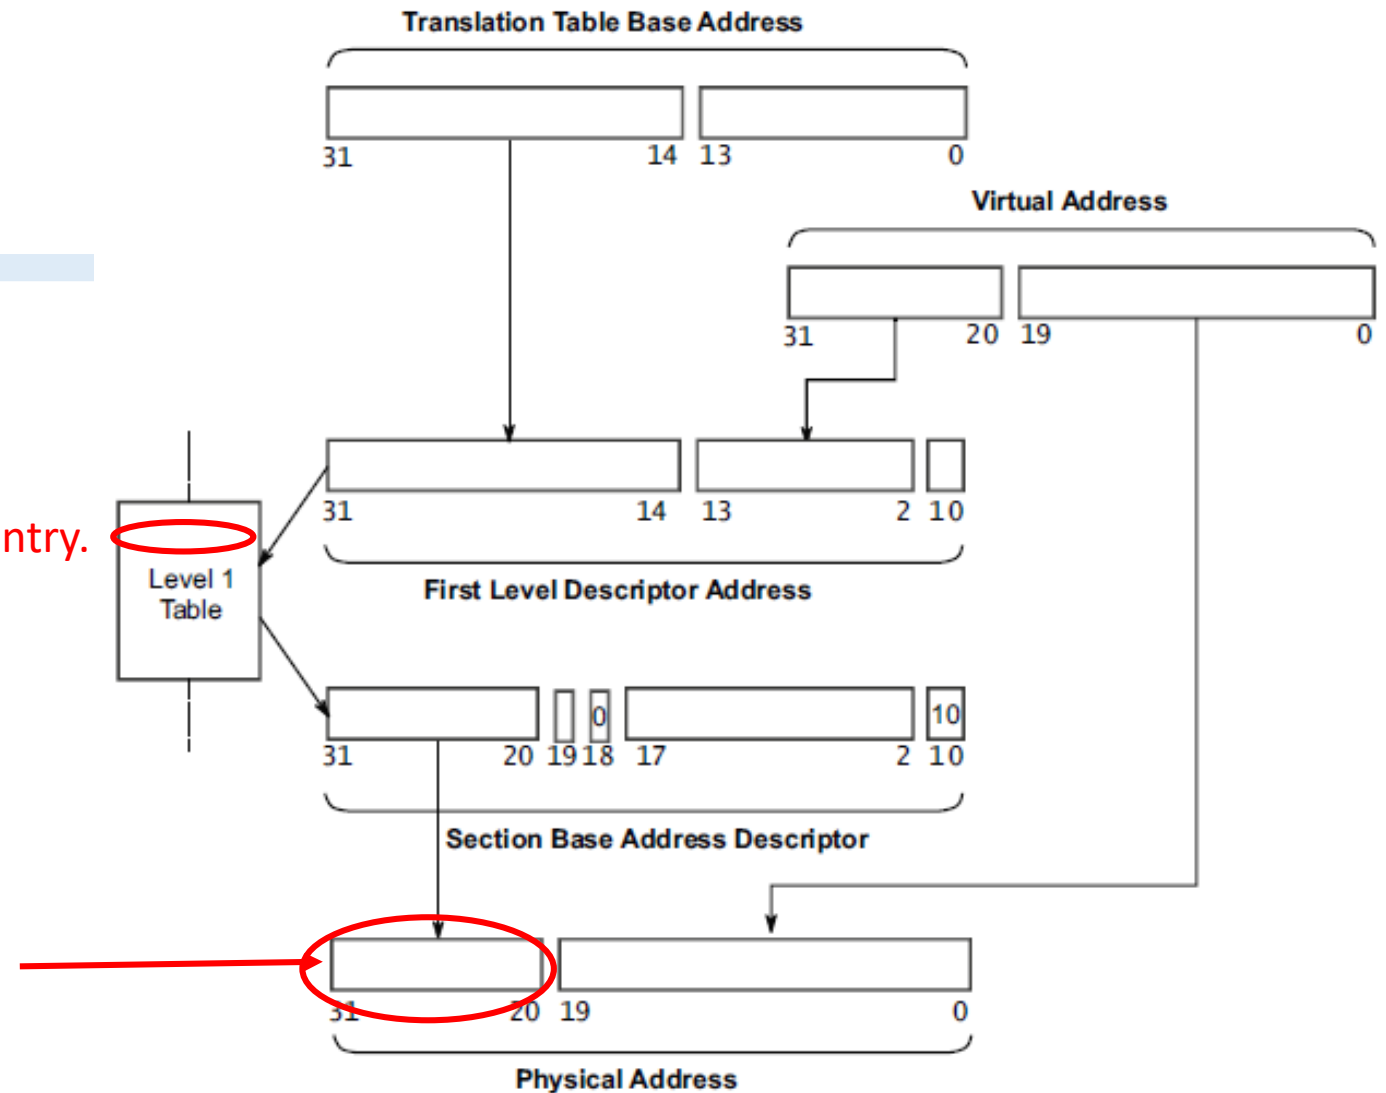 Translation Table Base Address
31 14 13 0
Virtual Address
31 20 19 0
31 14 13 2 1 0
ntry.
Level 1
Table
First Level Descriptor Address
0 10
31 20 19 18 17 2 1 0
Section Base Address Descriptor
31 20 19 0
Physical Address